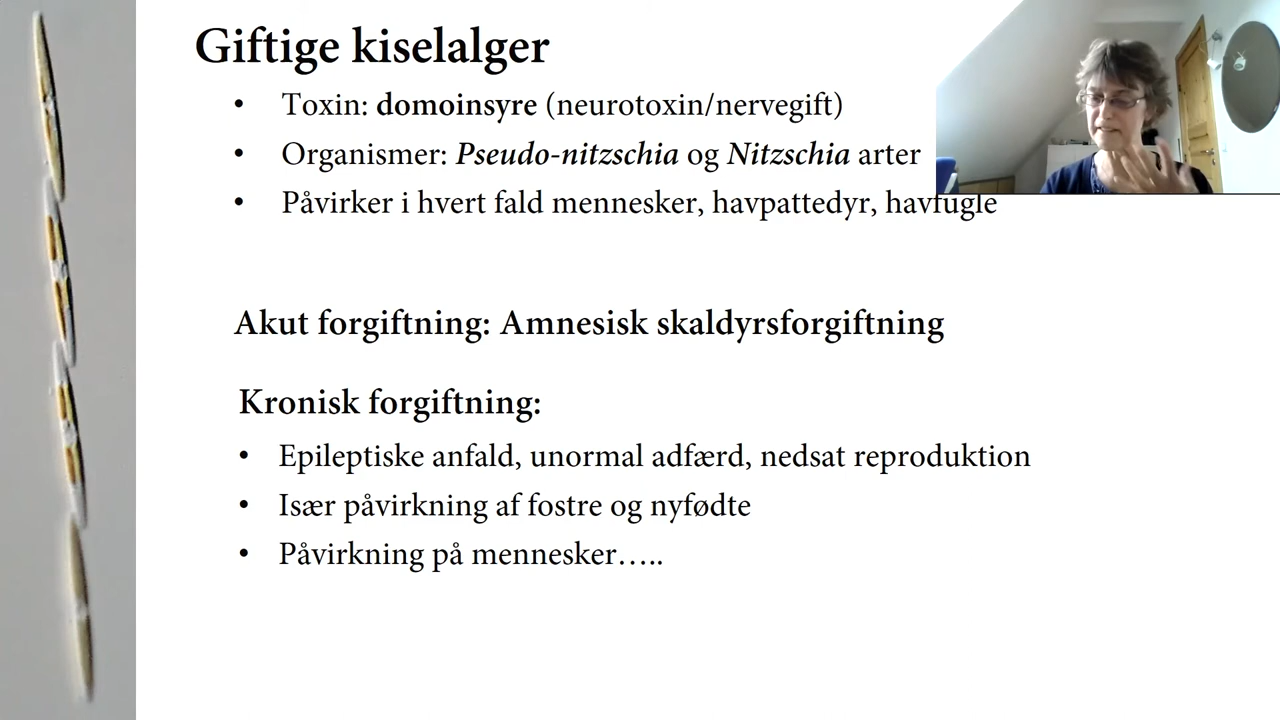 Giftige kiselalger
• Toxin: domoinsyre (neurotoxin/nervegift)
• Organismer: Pseudo-nitzschia og Nitzschia arter
• Påvirker i hvert fald mennesker, havpattedyr, havfugle
Akut forgiftning: Amnesisk skaldyrsforgiftning
Kronisk forgiftning:
• Epileptiske anfald, unormal adfærd, nedsat reproduktion
• Især påvirkning af fostre og nyfødte
• Påvirkning på mennesker…..